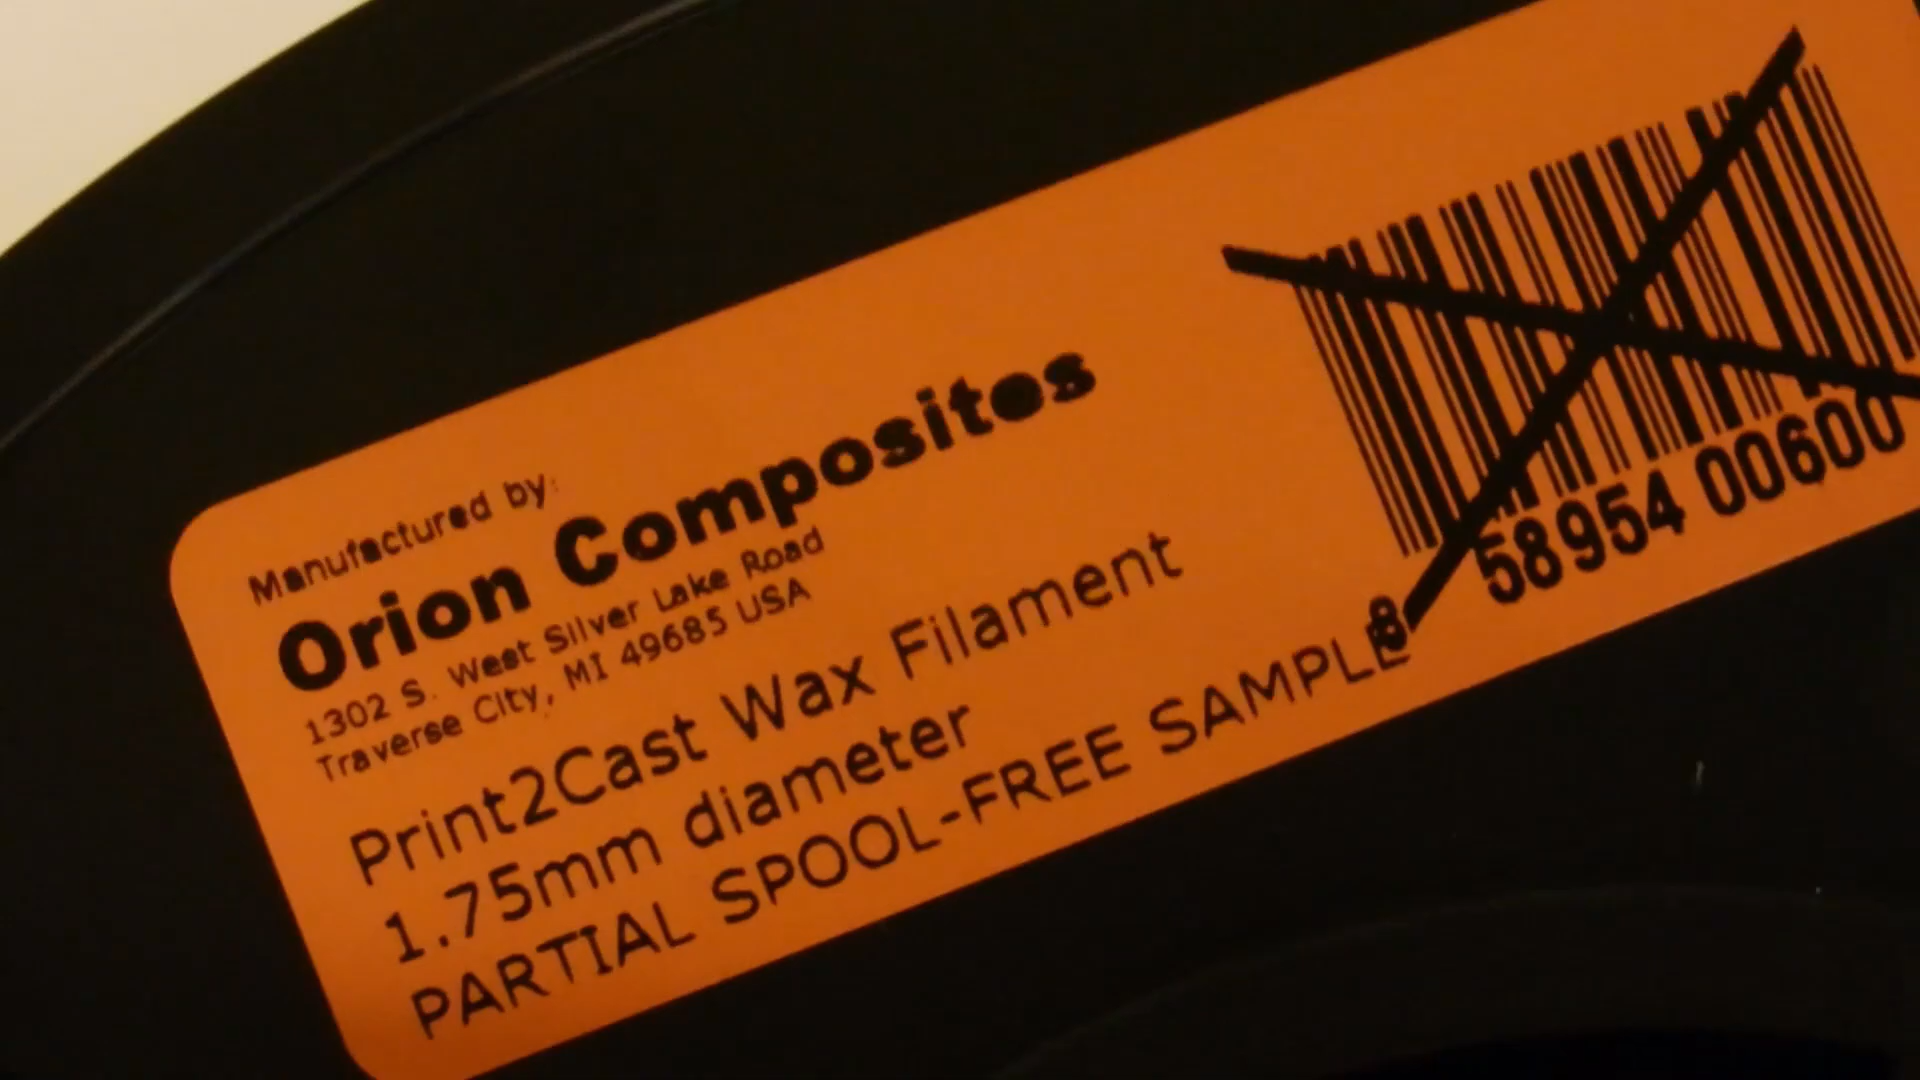 Manufactured by:
Orion Composites
1302 S. West Silver Lake Road
Traverse City, MI 49685 USA
Print2Cast Wax Filament
1.75mm diameter
PARTIAL SPOOL-FREE SAMPLE
8 58954 00600